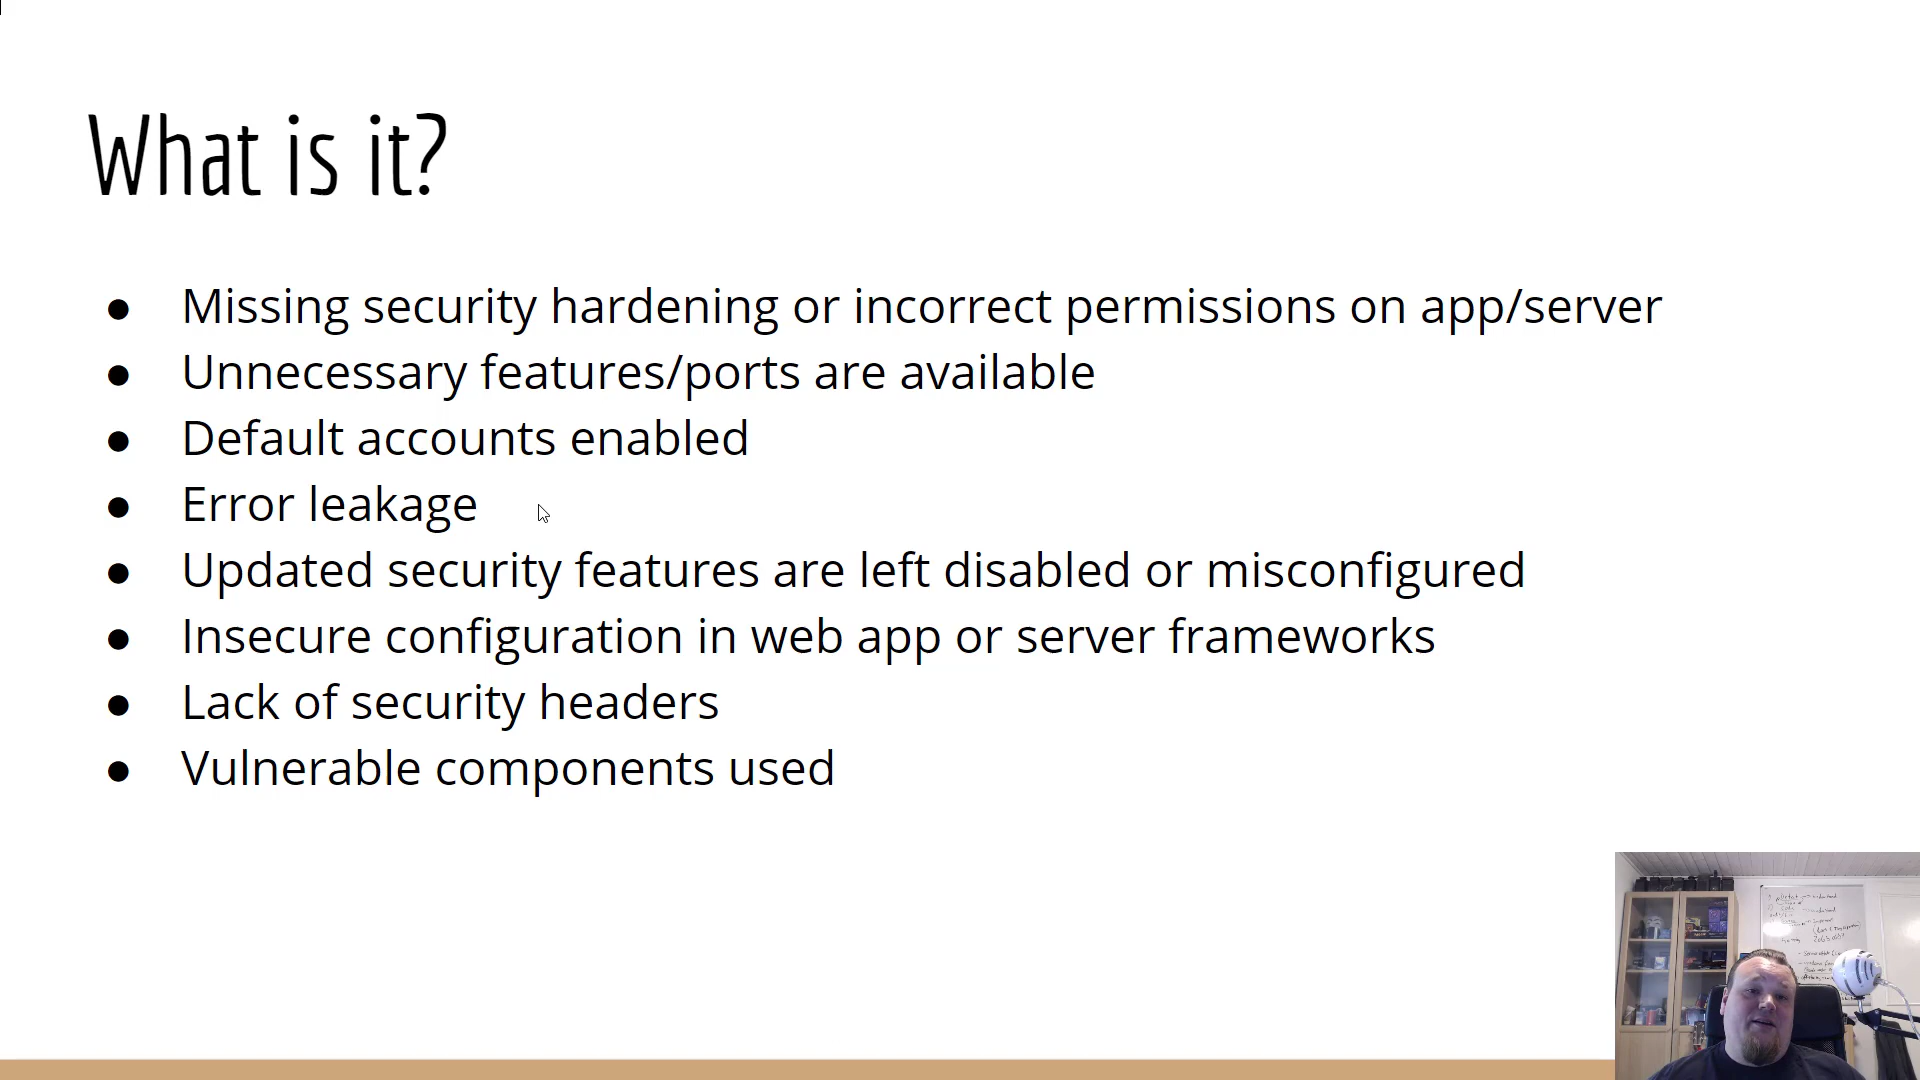 What is it?
● Missing security hardening or incorrect permissions on app/server
● Unnecessary features/ports are available
● Default accounts enabled
● Error leakage
● Updated security features are left disabled or misconfigured
● Insecure configuration in web app or server frameworks
● Lack of security headers
● Vulnerable components used